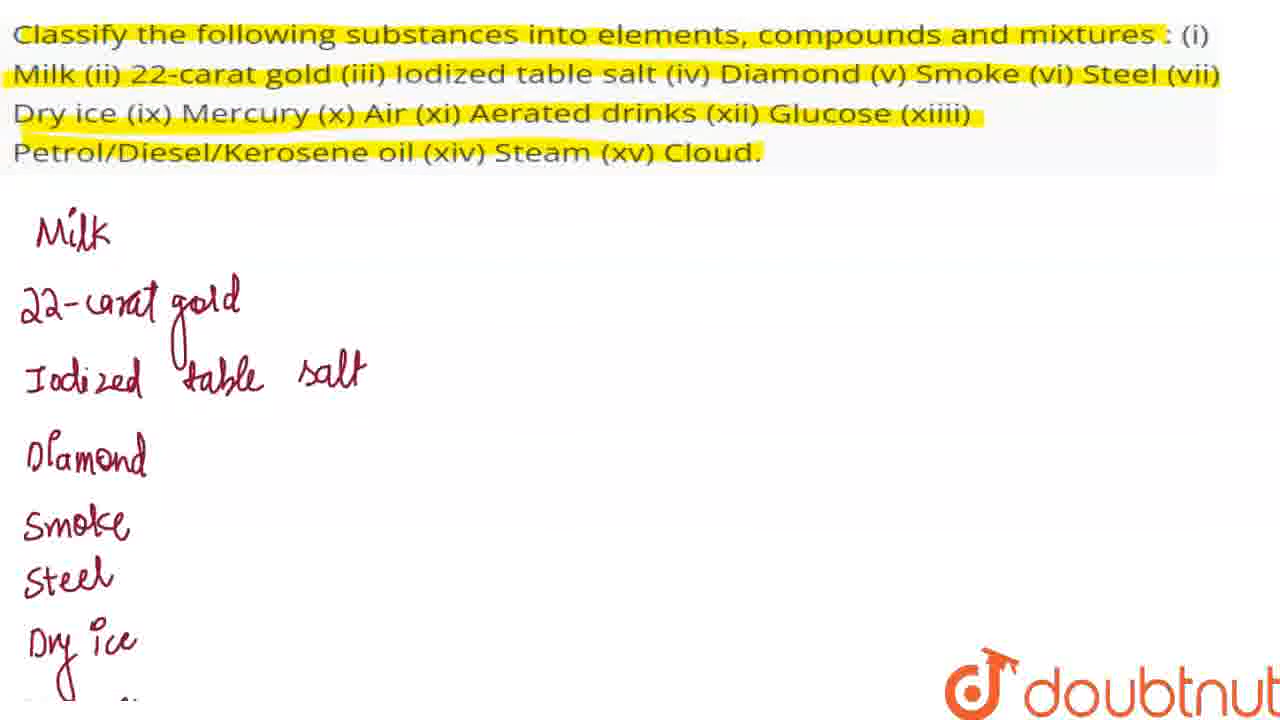 Classify the following substances into elements, compounds and mixtures : (i)
Milk (ii) 22-carat gold (iii) Iodized table salt (iv) Diamond (v) Smoke (vi) Steel (vii)
Dry ice (ix) Mercury (x) Air (xi) Aerated drinks (xii) Glucose (xiiii)
Petrol/Diesel/Kerosene oil (xiv) Steam (xv) Cloud.
Milk
22-carat gold
Iodized table salt
Diamond
Smoke
Steel
Dry ice
doubtnut